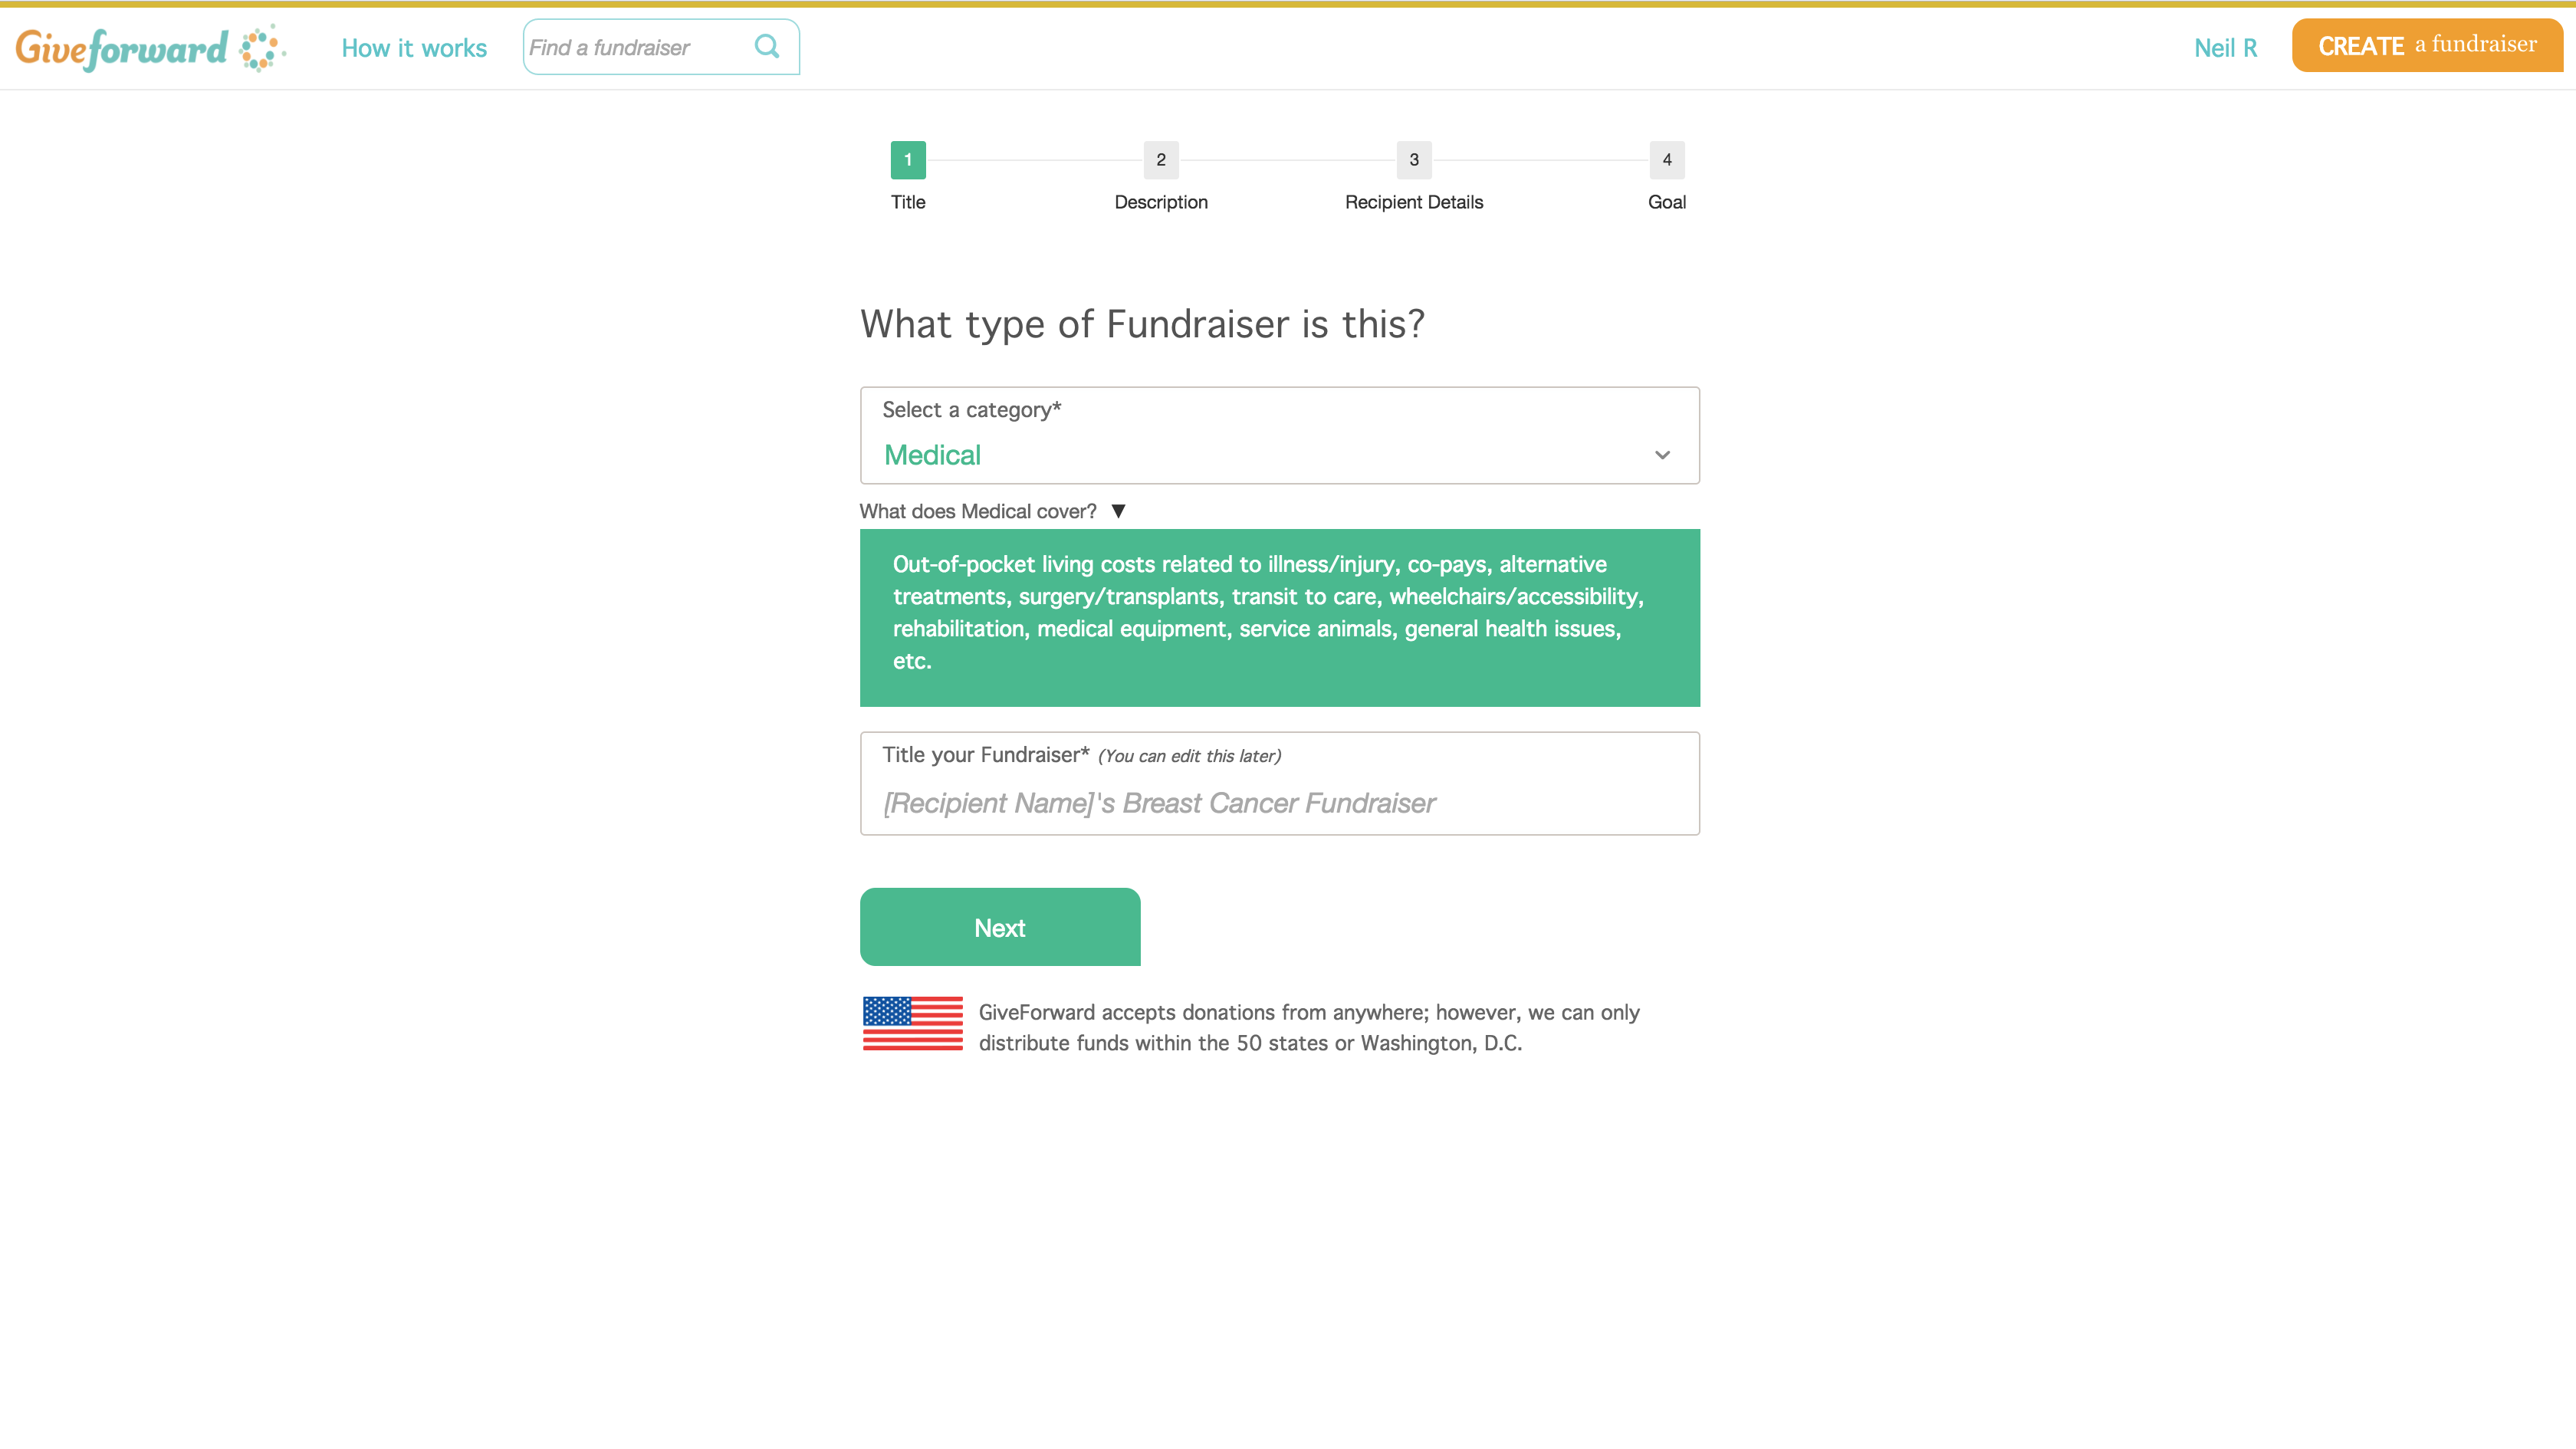 Giveforward
How it works
Find a fundraiser
Neil R
CREATE a fundraiser
1
2
3
4
Title
Description
Recipient Details
Goal
What type of Fundraiser is this?
Select a category*
Medical
What does Medical cover? ▼
Out-of-pocket living costs related to illness/injury, co-pays, alternative
treatments, surgery/transplants, transit to care, wheelchairs/accessibility,
rehabilitation, medical equipment, service animals, general health issues,
etc.
Title your Fundraiser* (You can edit this later)
[Recipient Name]'s Breast Cancer Fundraiser
Next
GiveForward accepts donations from anywhere; however, we can only
distribute funds within the 50 states or Washington, D.C.